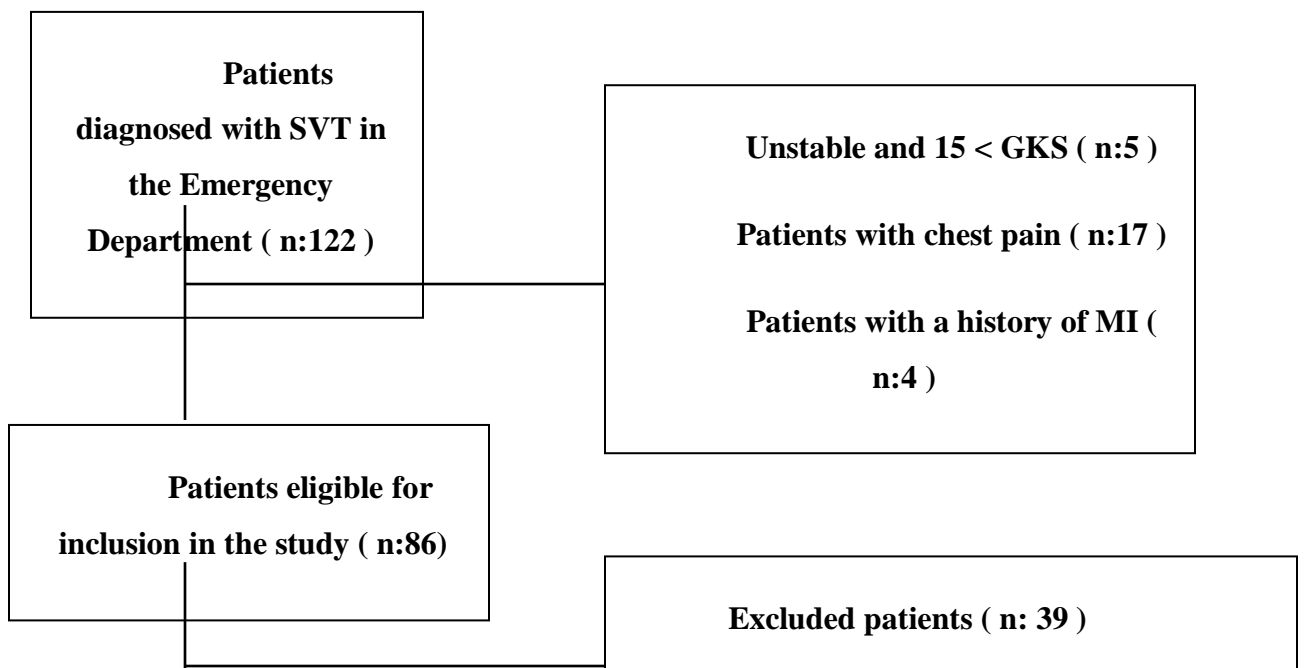 Patients
diagnosed with SVT in
the Emergency
Department ( n:122 )
Unstable and 15 < GKS ( n:5 )
Patients with chest pain ( n:17 )
Patients with a history of MI (
n:4 )
Patients eligible for
inclusion in the study ( n:86)
Excluded patients ( n: 39 )